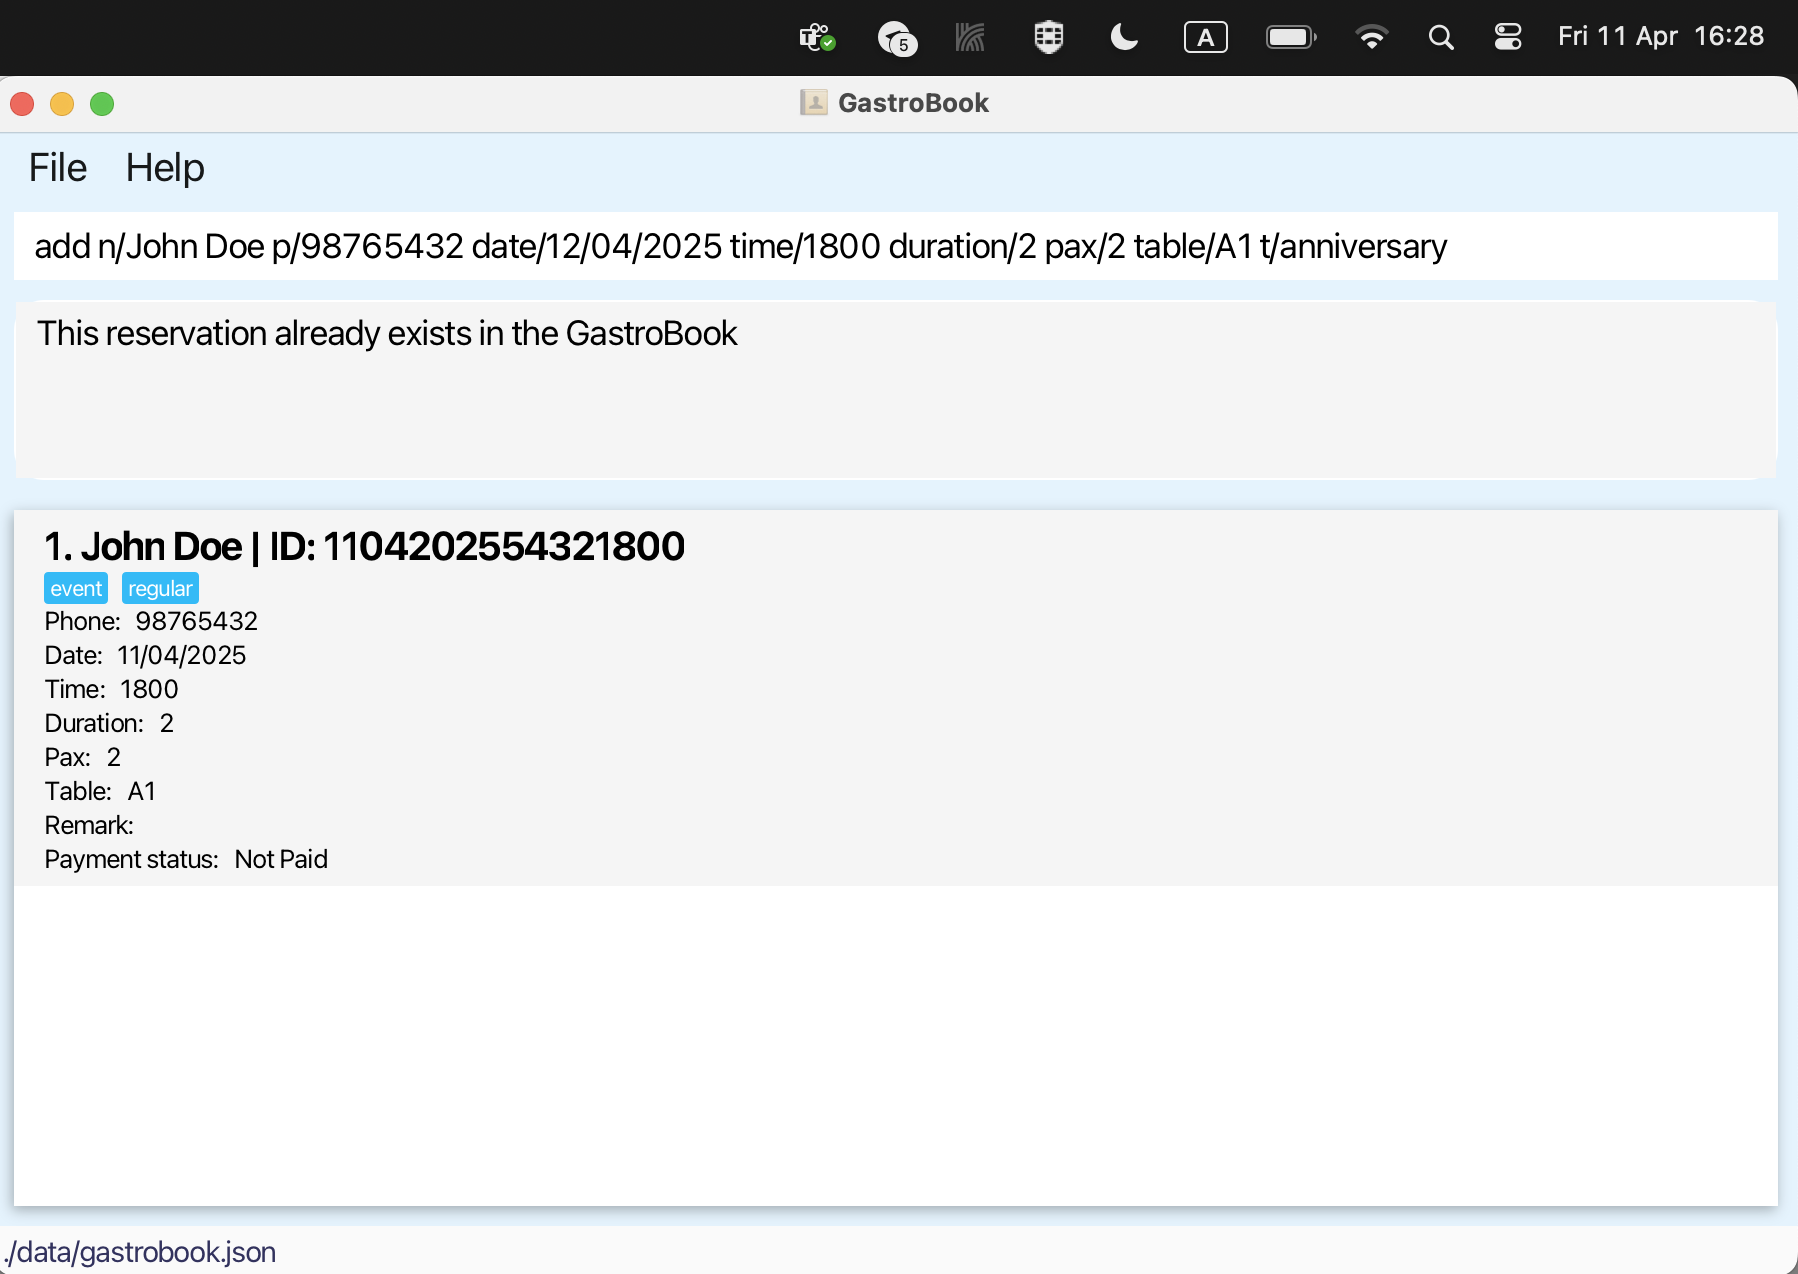 5 A Fri 11 Apr 16:28
GastroBook
File Help
add n/John Doe p/98765432 date/12/04/2025 time/1800 duration/2 pax/2 table/A1 t/anniversary
This reservation already exists in the GastroBook
1. John Doe | ID: 1104202554321800
event regular
Phone: 98765432
Date: 11/04/2025
Time: 1800
Duration: 2
Pax: 2
Table: A1
Remark:
Payment status: Not Paid
./data/gastrobook.json